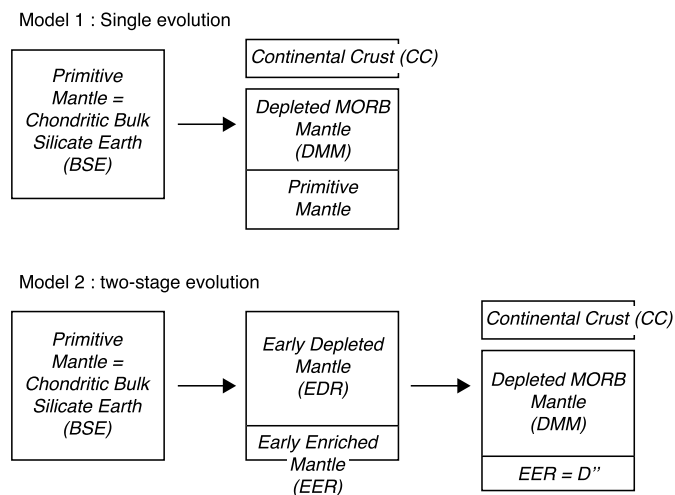 Model 1 : Single evolution
Primitive
Mantle =
Chondritic Bulk
Silicate Earth
(BSE)
Continental Crust (CC)
Depleted MORB
Mantle
(DMM)
Primitive
Mantle
Model 2 : two-stage evolution
Primitive
Mantle =
Chondritic Bulk
Silicate Earth
(BSE)
Early Depleted
Mantle
(EDR)
Early Enriched
Mantle
(EER)
Continental Crust (CC)
Depleted MORB
Mantle
(DMM)
EER = D’’